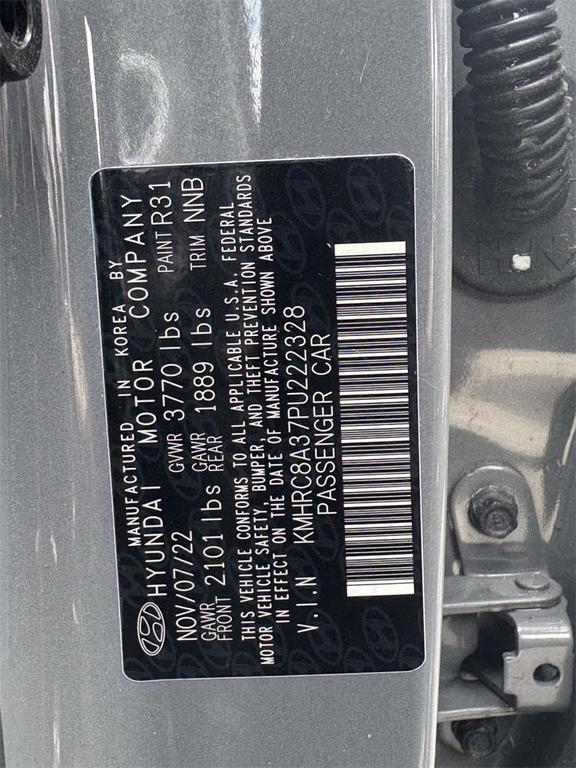 MANUFACTURED IN KOREA BY
HYUNDAI MOTOR COMPANY
NOV/07/22 GVWR 3770 lbs PAINT R31
GAWR FRONT 2101 lbs GAWR REAR 1889 lbs TRIM NNB
THIS VEHICLE CONFORMS TO ALL APPLICABLE U.S.A. FEDERAL
MOTOR VEHICLE SAFETY, BUMPER, AND THEFT PREVENTION STANDARDS
IN EFFECT ON THE DATE OF MANUFACTURE SHOWN ABOVE
V.I.N KMHRC8A37PU222328
PASSENGER CAR